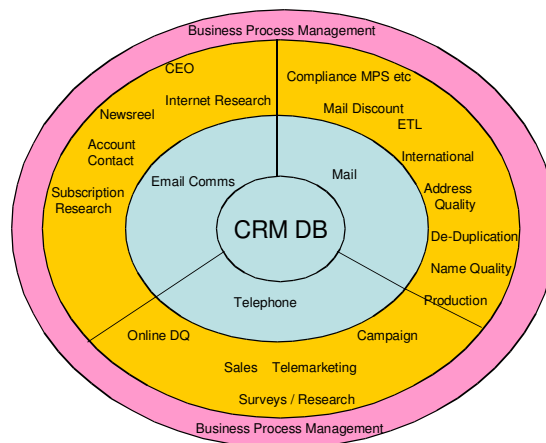 Business Process Management
CEO
Compliance MPS etc
Internet Research
Newsreel
Mail Discount
ETL
Account
Contact
International
Email Comms
Mail
Subscription
Research
Address
Quality
CRM DB
De-Duplication
Name Quality
Telephone
Production
Online DQ
Campaign
Sales
Telemarketing
Surveys / Research
Business Process Management